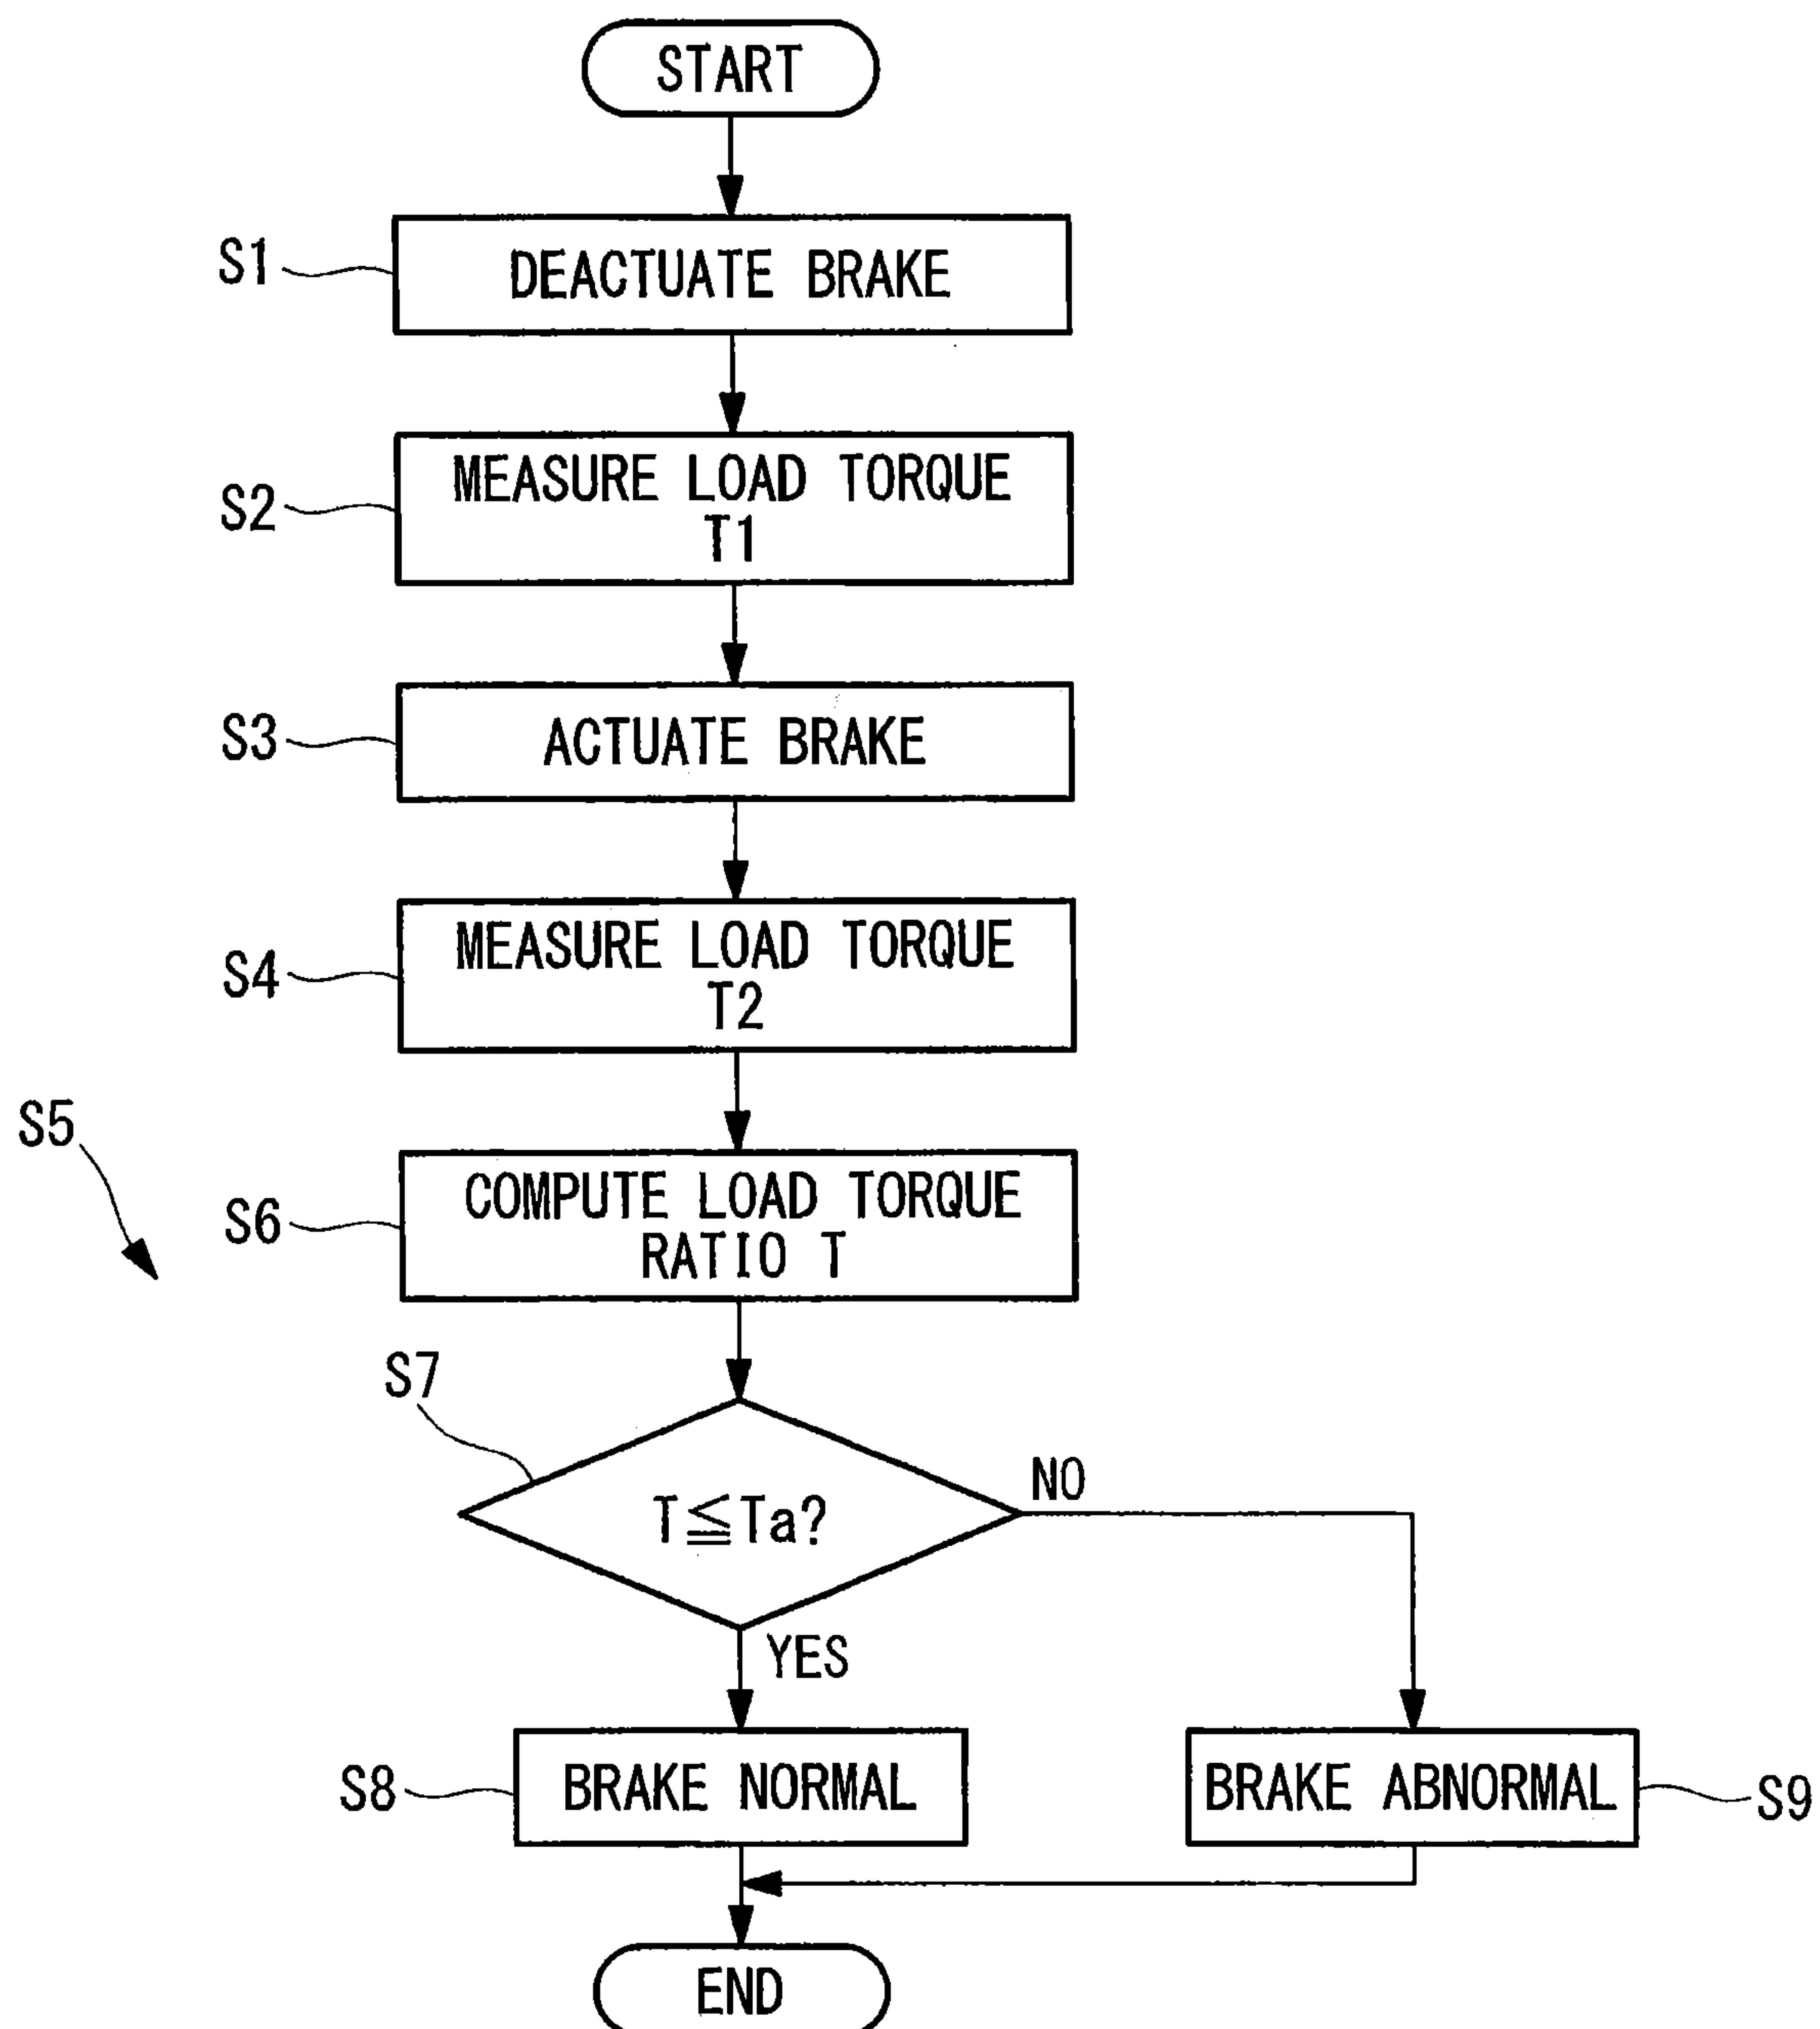 START
S1
DEACTUATE BRAKE
S2
MEASURE LOAD TORQUE
T1
S3
ACTUATE BRAKE
S4
MEASURE LOAD TORQUE
T2
S5
S6
COMPUTE LOAD TORQUE
RATIO T
S7
T≦Ta?
NO
YES
S8
BRAKE NORMAL
BRAKE ABNORMAL
S9
END